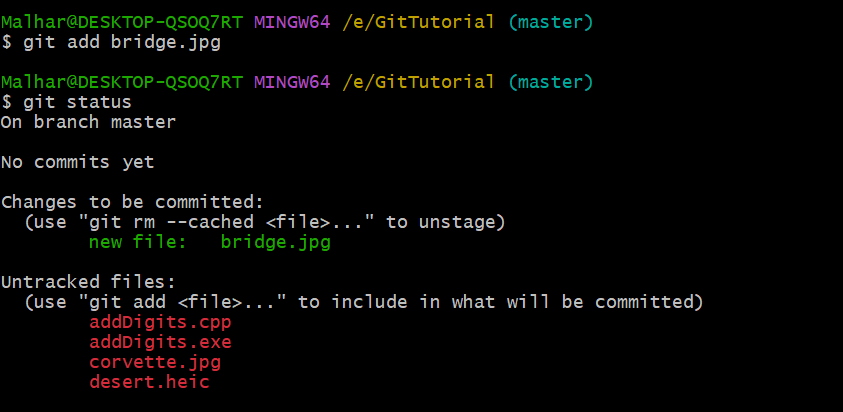 Malhar@DESKTOP-QSOQ7RT MINGW64 /e/GitTutorial (master)
$ git add bridge.jpg
Malhar@DESKTOP-QSOQ7RT MINGW64 /e/GitTutorial (master)
$ git status
On branch master
No commits yet
Changes to be committed:
(use "git rm --cached <file>..." to unstage)
new file:   bridge.jpg
Untracked files:
(use "git add <file>..." to include in what will be committed)
addDigits.cpp
addDigits.exe
corvette.jpg
desert.heic